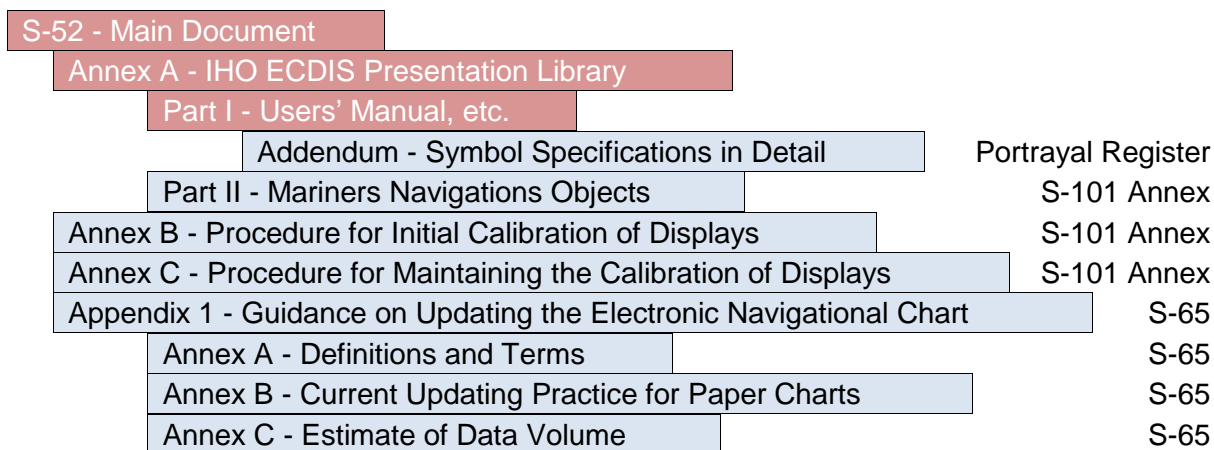 S-52 - Main Document
Annex A - IHO ECDIS Presentation Library
Part I - Users’ Manual, etc.
Addendum - Symbol Specifications in Detail Portrayal Register
Part II - Mariners Navigations Objects S-101 Annex
Annex B - Procedure for Initial Calibration of Displays S-101 Annex
Annex C - Procedure for Maintaining the Calibration of Displays S-101 Annex
Appendix 1 - Guidance on Updating the Electronic Navigational Chart S-65
Annex A - Definitions and Terms S-65
Annex B - Current Updating Practice for Paper Charts S-65
Annex C - Estimate of Data Volume S-65